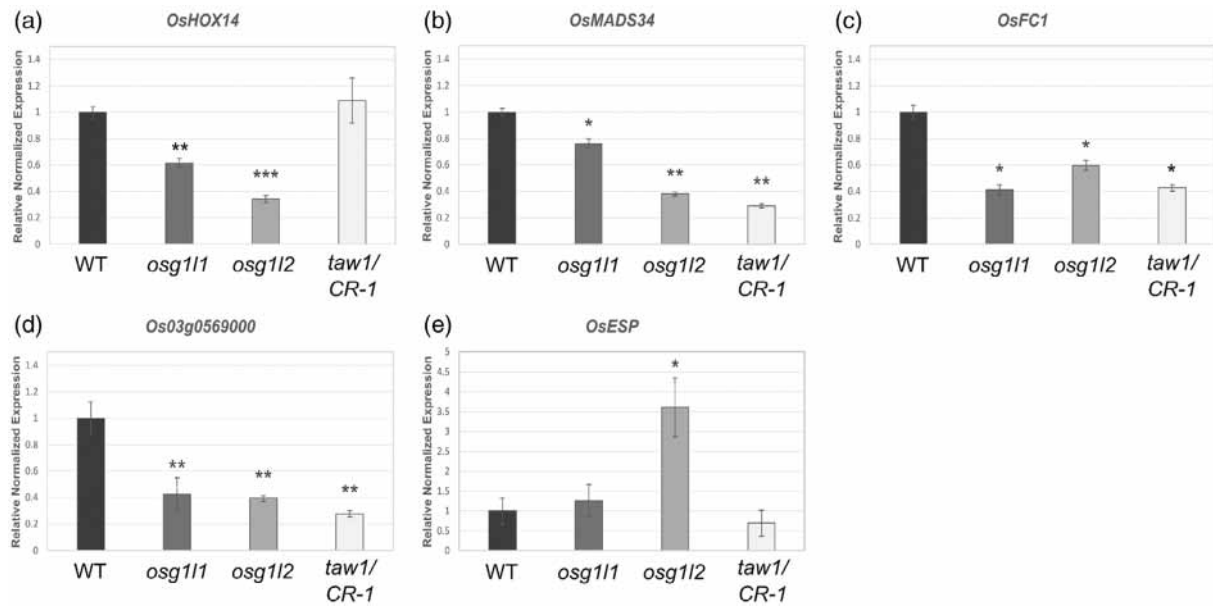 (a) OsHOX14
Relative Normalized Expression
1.4
1.2
1
0.8
0.6
0.4
0.2
0
**
***
WT osg1l1 osg1l2 taw1/
CR-1
(b) OsMADS34
Relative Normalized Expression
1.4
1.2
1
0.8
0.6
0.4
0.2
0
*
**
**
WT osg1l1 osg1l2 taw1/
CR-1
(c) OsFC1
Relative Normalized Expression
1.4
1.2
1
0.8
0.6
0.4
0.2
0
*
*
*
WT osg1l1 osg1l2 taw1/
CR-1
(d) Os03g0569000
Relative Normalized Expression
1.4
1.2
1
0.8
0.6
0.4
0.2
0
**
**
**
WT osg1l1 osg1l2 taw1/
CR-1
(e) OsESP
Relative Normalized Expression
5
4.5
4
3.5
3
2.5
2
1.5
1
0.5
0
*
WT osg1l1 osg1l2 taw1/
CR-1